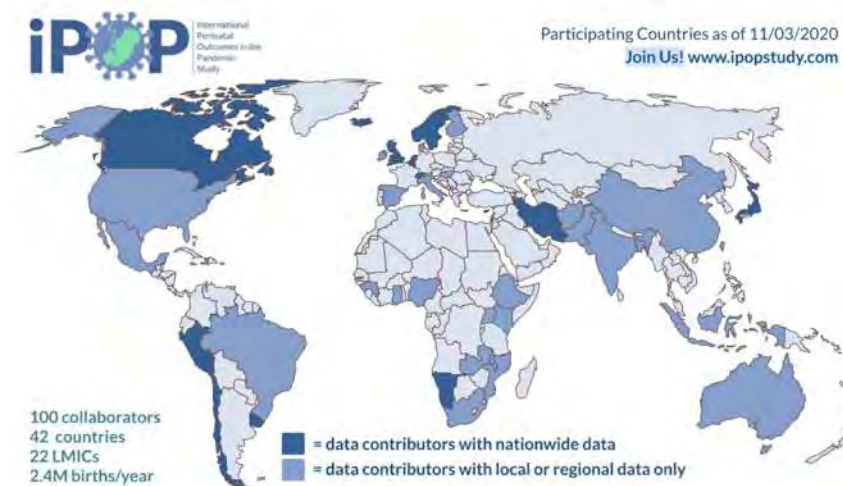 iPOP
International
Perinatal
Outcomes in the
Pandemic
Study
Participating Countries as of 11/03/2020
Join Us! www.ipopstudy.com
100 collaborators
42 countries
22 LMICs
2.4M births/year
= data contributors with nationwide data
= data contributors with local or regional data only